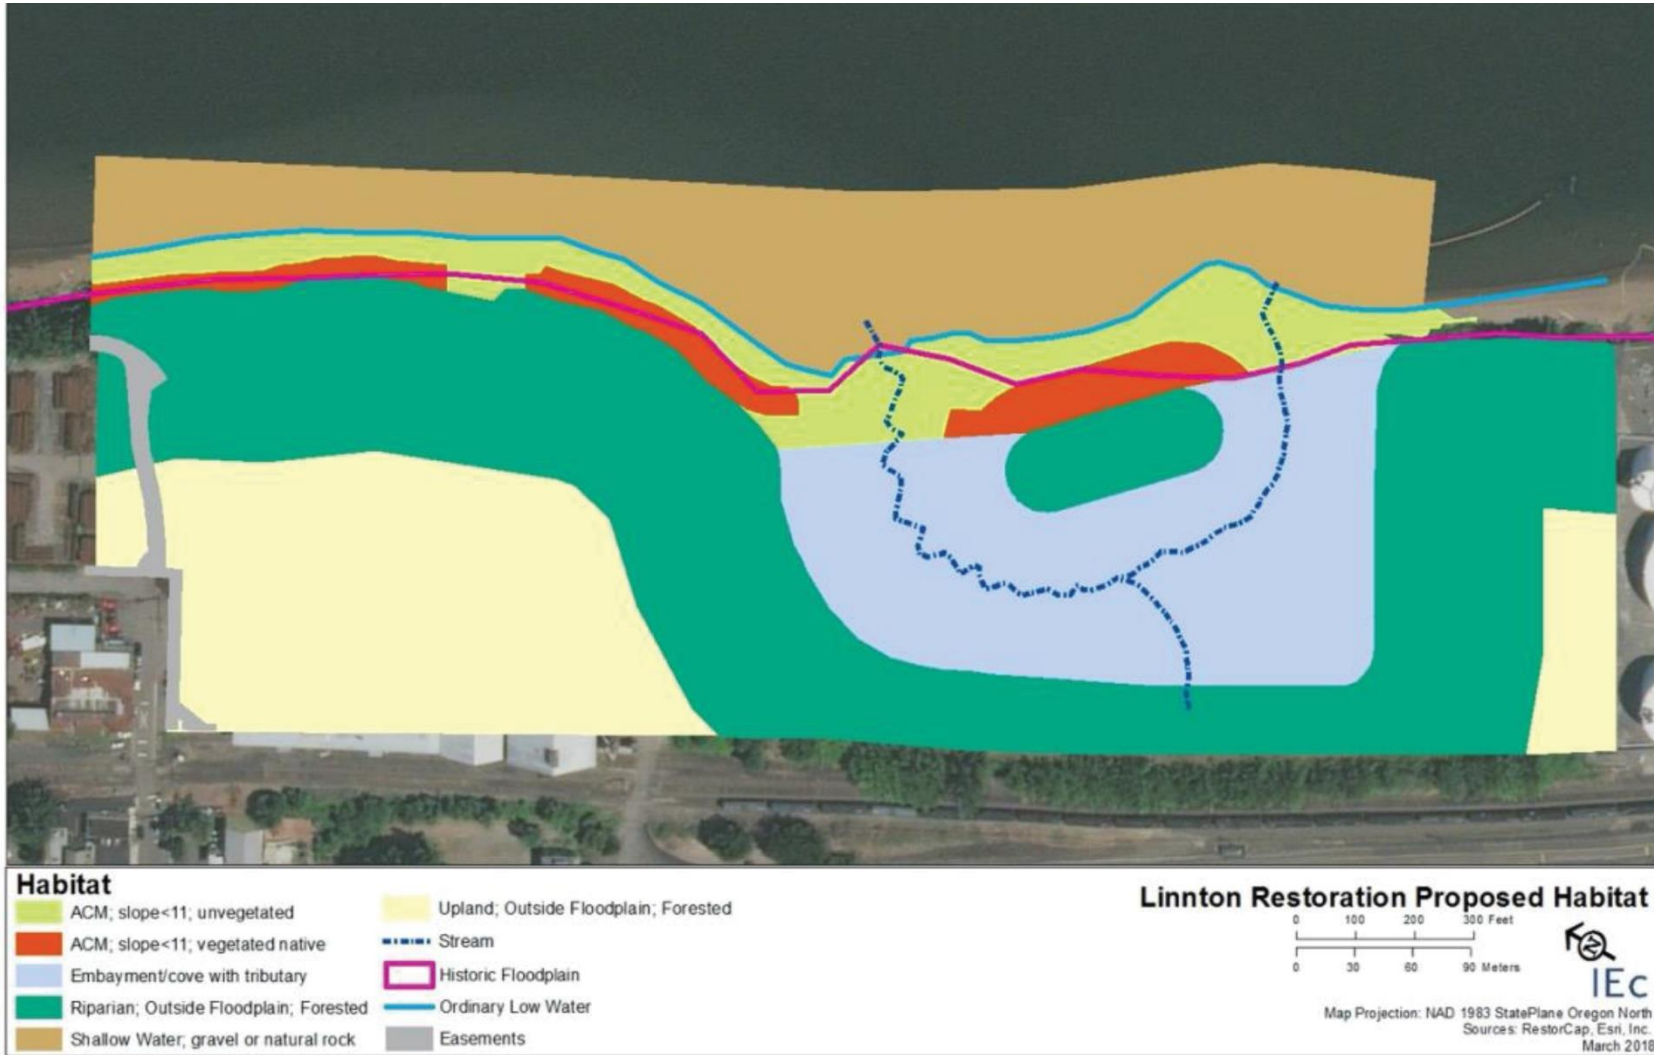 Habitat
ACM; slope<11; unvegetated
ACM; slope<11; vegetated native
Embayment/cove with tributary
Riparian; Outside Floodplain; Forested
Shallow Water; gravel or natural rock
Upland; Outside Floodplain; Forested
Stream
Historic Floodplain
Ordinary Low Water
Easements
Linnton Restoration Proposed Habitat
0 100 200 300 Feet
0 30 60 90 Meters
N
IEc
Map Projection: NAD 1983 StatePlane Oregon North
Sources: RestorCap, Esri, Inc.
March 2018